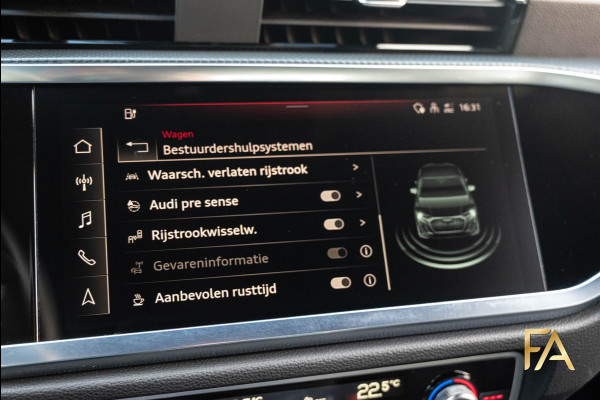 16:31
Wagen
Bestuurdershulpsystemen
Waarsch. verlaten rijstrook
Audi pre sense
Rijstrookwisselw.
Gevareninformatie
Aanbevolen rusttijd
FA
22.5°C